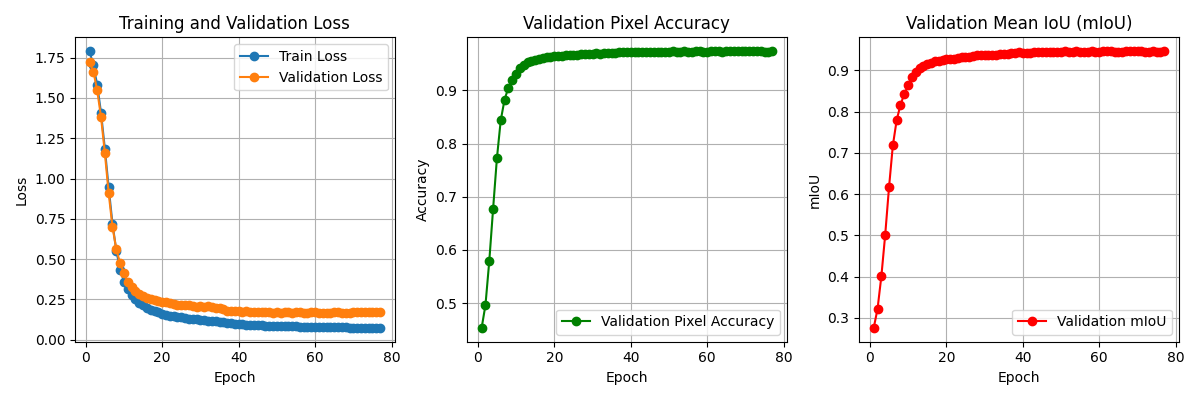 Training and Validation Loss
Train Loss
Validation Loss
1.75
1.50
1.25
1.00
0.75
0.50
0.25
0.00
Loss
0 20 40 60 80
Epoch
Validation Pixel Accuracy
0.9
0.8
0.7
0.6
0.5
Accuracy
Validation Pixel Accuracy
0 20 40 60 80
Epoch
Validation Mean IoU (mIoU)
0.9
0.8
0.7
0.6
0.5
0.4
0.3
mIoU
Validation mIoU
0 20 40 60 80
Epoch